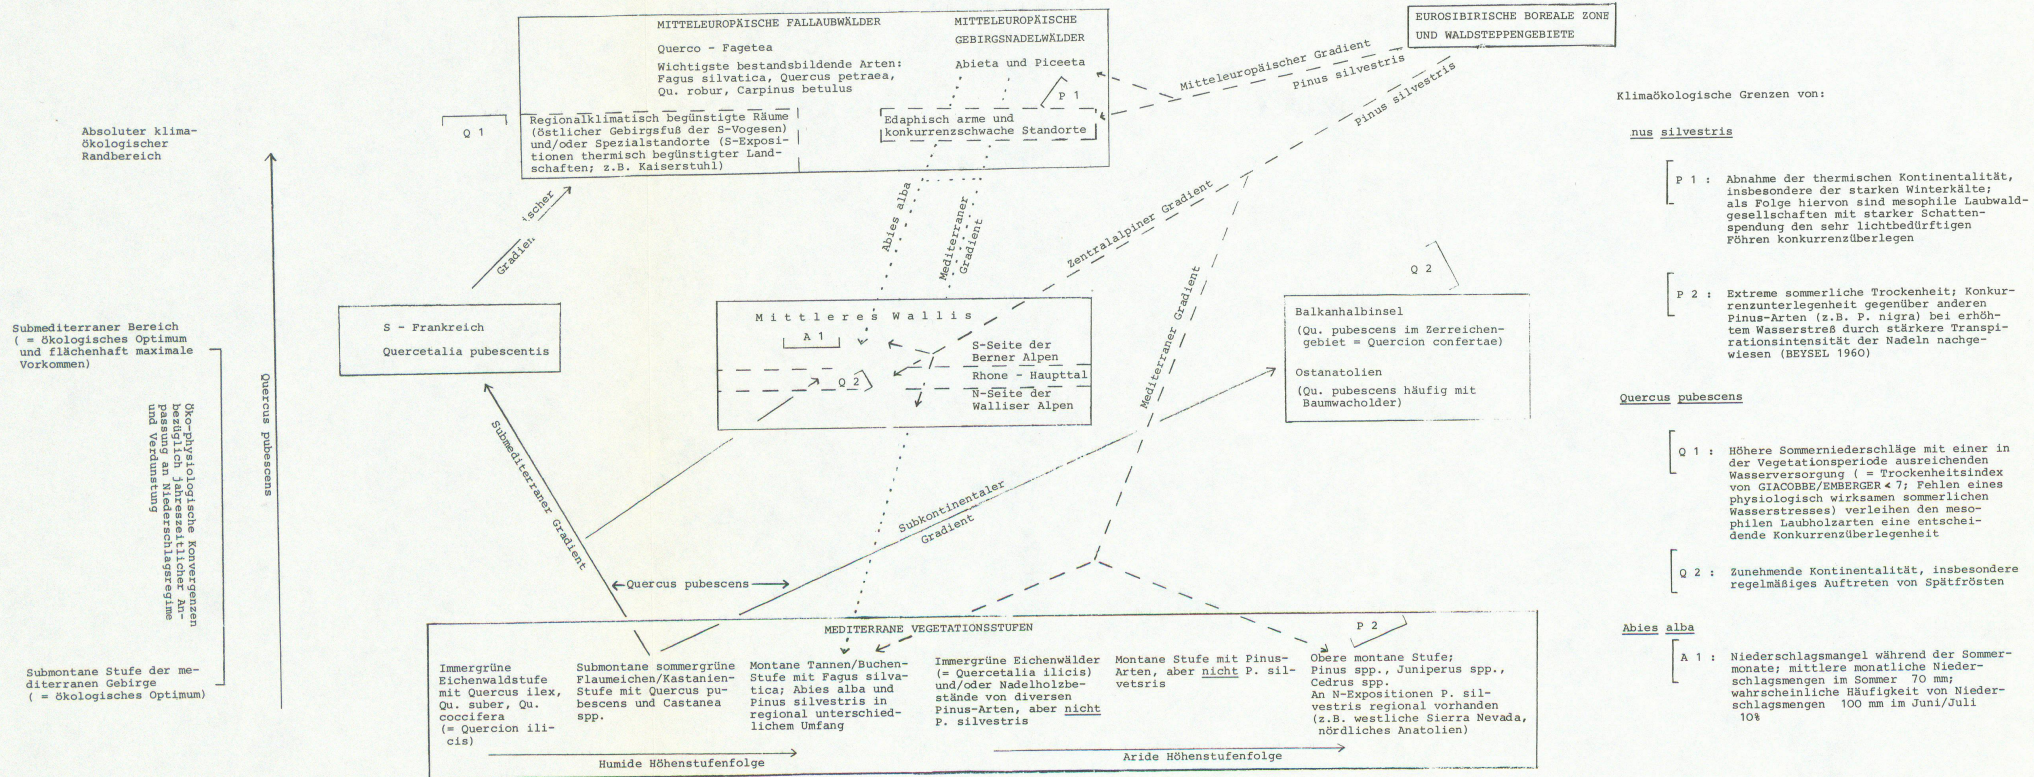 MITTELEUROPÄISCHE FALLAUBWÄLDER
Querco - Fagetea
Wichtigste bestandsbildende Arten:
Fagus silvatica, Quercus petraea,
Qu. robur, Carpinus betulus
MITTELEUROPÄISCHE
GEBIRGSNADELWÄLDER
Abieta und Piceeta
P 1
Regionalklimatisch begünstigte Räume
(östlicher Gebirgsfuß der S-Vogesen)
und/oder Spezialstandorte (S-Exposi-
tionen thermisch begünstigter Land-
schaften; z.B. Kaiserstuhl)
Edaphisch arme und
konkurrenzschwache Standorte
EUROSIBIRISCHE BOREALE ZONE
UND WALDSTEPPENGEBIETE
Mitteleuropäischer Gradient
Pinus silvestris
Pinus silvestris
Q 1
Absoluter klima-
ökologischer
Randbereich
ischer
Gradien
Abies alba
Mediterraner
Gradient
Zentralalpiner Gradient
Mediterraner Gradient
Q 2
Submediterraner Bereich
( = ökologisches Optimum
und flächenhaft maximale
Vorkommen)
Quercus pubescens
Öko-physiologische Konvergenzen
bezüglich jahreszeitlicher An-
passung an Niederschlagsregime
und Verdunstung
Submontane Stufe der me-
diterranen Gebirge
( = ökologisches Optimum)
S - Frankreich
Quercetalia pubescentis
Mittleres Wallis
A 1
Q 2
S-Seite der
Berner Alpen
Rhone - Haupttal
N-Seite der
Walliser Alpen
Balkanhalbinsel
(Qu. pubescens im Zerreichen-
gebiet = Quercion confertae)
Ostanatolien
(Qu. pubescens häufig mit
Baumwacholder)
Submediterraner Gradient
Subkontinentaler
Gradient
Quercus pubescens
MEDITERRANE VEGETATIONSSTUFEN
P 2
Immergrüne
Eichenwaldstufe
mit Quercus ilex,
Qu. suber, Qu.
coccifera
(= Quercion ili-
cis)
Submontane sommergrüne
Flaumeichen/Kastanien-
Stufe mit Quercus pu-
bescens und Castanea
spp.
Montane Tannen/Buchen-
Stufe mit Fagus silva-
tica; Abies alba und
Pinus silvestris in
regional unterschied-
lichem Umfang
Immergrüne Eichenwälder
(= Quercetalia ilicis)
und/oder Nadelholzbe-
stände von diversen
Pinus-Arten, aber nicht
P. silvestris
Montane Stufe mit Pinus-
Arten, aber nicht P. sil-
vetsris
Obere montane Stufe;
Pinus spp., Juniperus spp.,
Cedrus spp.
An N-Expositionen P. sil-
vestris regional vorhanden
(z.B. westliche Sierra Nevada,
nördliches Anatolien)
Humide Höhenstufenfolge
Aride Höhenstufenfolge
Klimaökologische Grenzen von:
nus silvestris
P 1 : Abnahme der thermischen Kontinentalität,
insbesondere der starken Winterkälte;
als Folge hiervon sind mesophile Laubwald-
gesellschaften mit starker Schatten-
spendung den sehr lichtbedürftigen
Föhren konkurrenzüberlegen
P 2 : Extreme sommerliche Trockenheit; Konkur-
renzunterlegenheit gegenüber anderen
Pinus-Arten (z.B. P. nigra) bei erhöh-
tem Wasserstreß durch stärkere Transpi-
rationsintensität der Nadeln nachge-
wiesen (BEYSEL 1960)
Quercus pubescens
Q 1 : Höhere Sommerniederschläge mit einer in
der Vegetationsperiode ausreichenden
Wasserversorgung ( = Trockenheitsindex
von GIACOBBE/EMBERGER < 7; Fehlen eines
physiologisch wirksamen sommerlichen
Wasserstresses) verleihen den meso-
philen Laubholzarten eine entschei-
dende Konkurrenzüberlegenheit
Q 2 : Zunehmende Kontinentalität, insbesondere
regelmäßiges Auftreten von Spätfrösten
Abies alba
A 1 : Niederschlagsmangel während der Sommer-
monate; mittlere monatliche Nieder-
schlagsmengen im Sommer 70 mm;
wahrscheinliche Häufigkeit von Nieder-
schlagsmengen 100 mm im Juni/Juli
10%